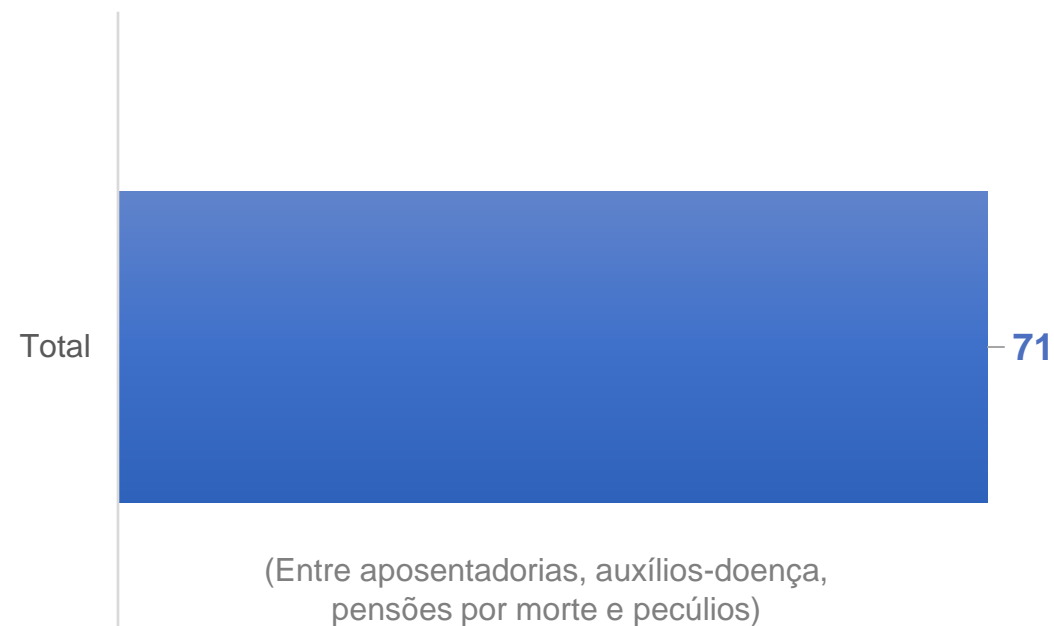 Total
71
(Entre aposentadorias, auxílios-doença,
pensões por morte e pecúlios)